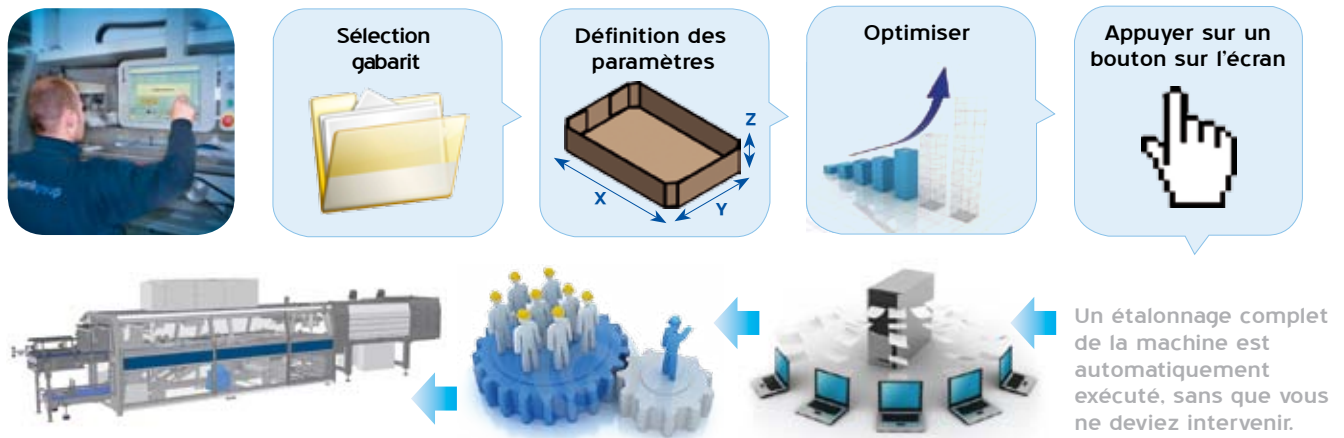 Sélection
gabarit
Définition des
paramètres
Z
X
Y
Optimiser
Appuyer sur un
bouton sur l'écran
Un étalonnage complet
de la machine est
automatiquement
exécuté, sans que vous
ne deviez intervenir.